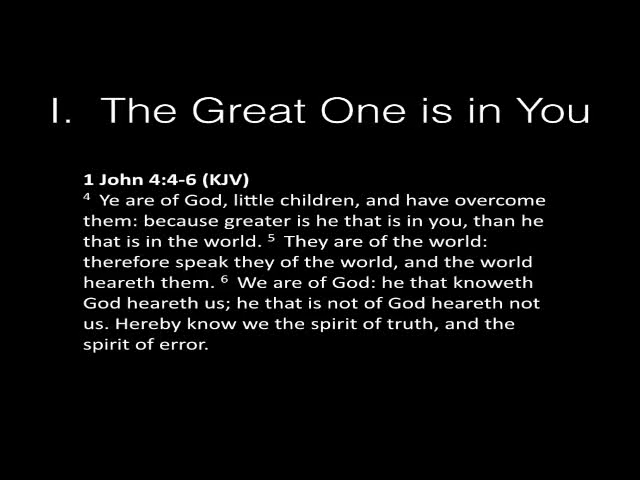 I. The Great One is in You
1 John 4:4-6 (KJV)
4 Ye are of God, little children, and have overcome
them: because greater is he that is in you, than he
that is in the world. 5 They are of the world:
therefore speak they of the world, and the world
heareth them. 6 We are of God: he that knoweth
God heareth us; he that is not of God heareth not
us. Hereby know we the spirit of truth, and the
spirit of error.